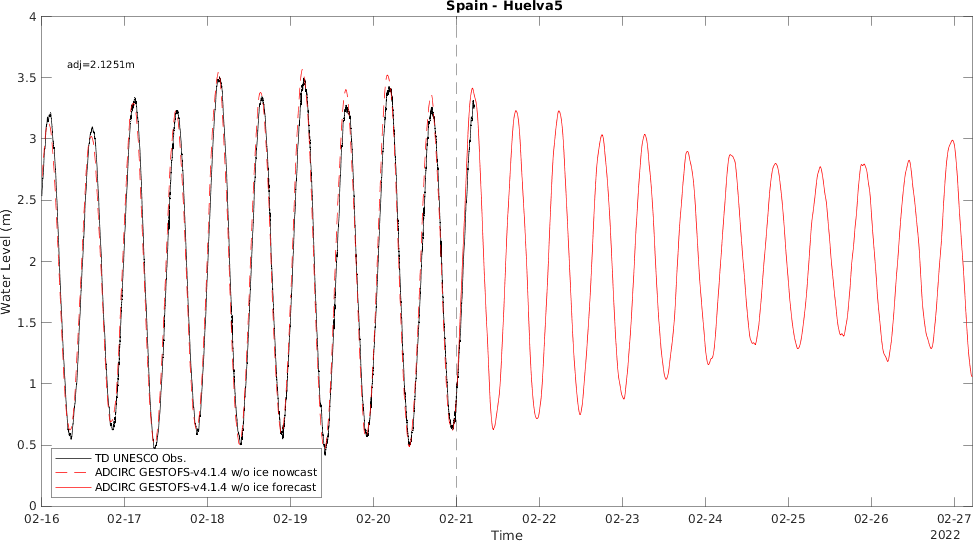 Spain - Huelva5
4
3.5
3
2.5
2
1.5
1
0.5
0
Water Level (m)
adj=2.1251m
TD UNESCO Obs.
ADCIRC GESTOFS-v4.1.4 w/o ice nowcast
ADCIRC GESTOFS-v4.1.4 w/o ice forecast
02-16 02-17 02-18 02-19 02-20 02-21 02-22 02-23 02-24 02-25 02-26 02-27
2022
Time